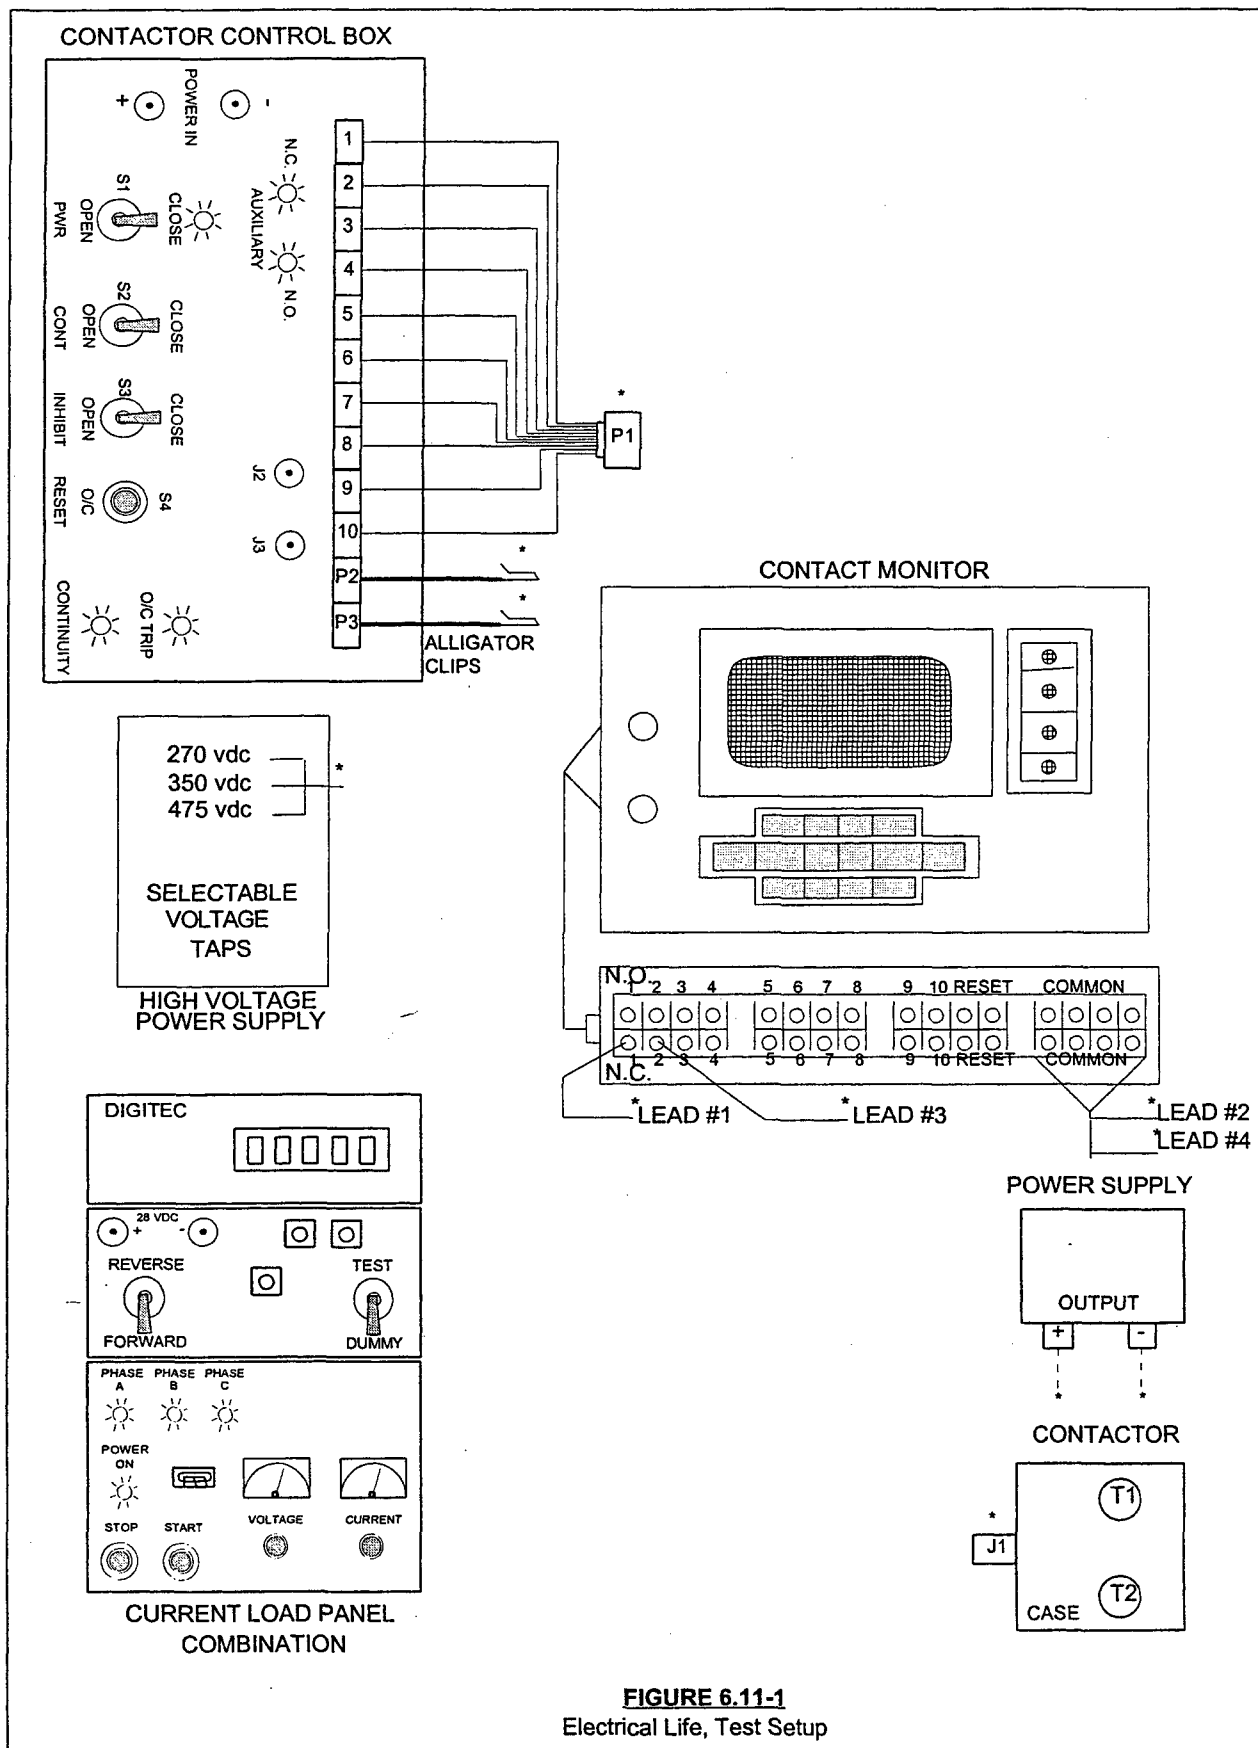 CONTACTOR CONTROL BOX
+ POWER IN -
N.C.
AUXILIARY
N.O.
S1
PWR OPEN CLOSE
S2
CONT OPEN CLOSE
S3
INHIBIT OPEN CLOSE
RESET O/C S4
J2
J3
CONTINUITY O/C TRIP
1
2
3
4
5
6
7
8
9
10
P2
P3
* P1
*
*
ALLIGATOR
CLIPS
CONTACT MONITOR
270 vdc
350 vdc *
475 vdc
SELECTABLE
VOLTAGE
TAPS
HIGH VOLTAGE
POWER SUPPLY
N.O.
1 2 3 4 5 6 7 8 9 10 RESET COMMON
1 2 3 4 5 6 7 8 9 10 RESET COMMON
N.C.
*LEAD #1 *LEAD #3 *LEAD #2
*LEAD #4
DIGITEC
28 VDC
+ -
REVERSE TEST
FORWARD DUMMY
PHASE PHASE PHASE
A B C
POWER
ON
STOP START VOLTAGE CURRENT
CURRENT LOAD PANEL
COMBINATION
POWER SUPPLY
OUTPUT
+ -
* *
CONTACTOR
T1
*
J1
T2
CASE
FIGURE 6.11-1
Electrical Life, Test Setup